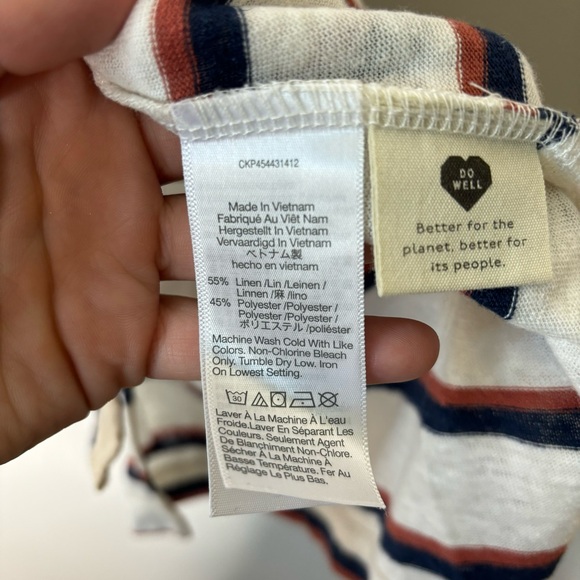 CKP454431412
Made in Vietnam
Fabriqué Au Việt Nam
Hergestellt In Vietnam
Vervaardigd In Vietnam
ベトナム製
hecho en vietnam
55% Linen /Lin /Leinen /
Linnen /麻 /lino
45% Polyester /Polyester /
Polyester /Polyester /
ポリエステル /poliéster
Machine Wash Cold With Like
Colors. Non-Chlorine Bleach
Only. Tumble Dry Low. Iron
On Lowest Setting.
30
Laver À La Machine À L'eau
Froide.Laver En Séparant Les
Couleurs. Seulement Agent
De Blanchiment Non-Chlore.
Sécher À La Machine À
Basse Température. Fer Au
Réglage Le Plus Bas.
DO
WELL
Better for the
planet, better for
its people.